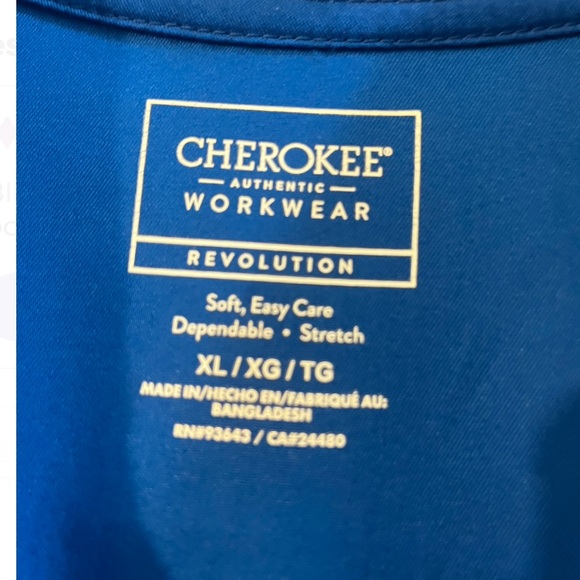 CHEROKEE®
AUTHENTIC
WORKWEAR
REVOLUTION
Soft, Easy Care
Dependable • Stretch
XL / XG / TG
MADE IN/HECHO EN/FABRIQUÉ AU:
BANGLADESH
RN#93643 / CA#24480